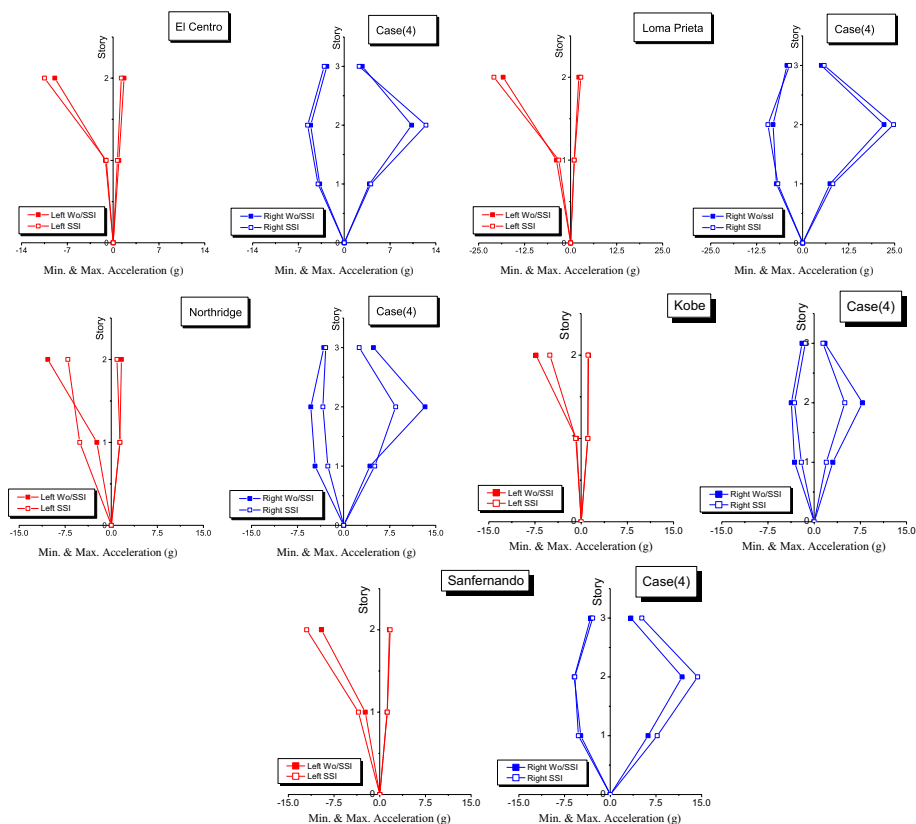 El Centro
Case(4)
Story
2
1
0
Left Wo/SSI
Left SSI
-14 -7 0 7 14
Min. & Max. Acceleration (g)
Story
3
2
1
0
Right Wo/SSI
Right SSI
-14 -7 0 7 14
Min. & Max. Acceleration (g)
Loma Prieta
Case(4)
Story
2
1
0
Left Wo/SSI
Left SSI
-25.0 -12.5 0.0 12.5 25.0
Min. & Max. Acceleration (g)
Story
3
2
1
0
Right Wo/ssl
Right SSI
-25.0 -12.5 0.0 12.5 25.0
Min. & Max. Acceleration (g)
Northridge
Case(4)
Story
2
1
0
Left Wo/SSI
Left SSI
-15.0 -7.5 0.0 7.5 15.0
Min. & Max. Acceleration (g)
Story
3
2
1
0
Right Wo/SSI
Right SSI
-15.0 -7.5 0.0 7.5 15.0
Min. & Max. Acceleration (g)
Kobe
Case(4)
Story
2
1
0
Left Wo/SSI
Left SSI
-15.0 -7.5 0.0 7.5 15.0
Min. & Max. Acceleration (g)
Story
3
2
1
0
Right Wo/SSI
Right SSI
-15.0 -7.5 0.0 7.5 15.0
Min. & Max. Acceleration (g)
Sanfernando
Case(4)
Story
2
1
0
Left Wo/SSI
Left SSI
-15.0 -7.5 0.0 7.5 15.0
Min. & Max. Acceleration (g)
Story
3
2
1
0
Right Wo/SSI
Right SSI
-15.0 -7.5 0.0 7.5 15.0
Min. & Max. Acceleration (g)